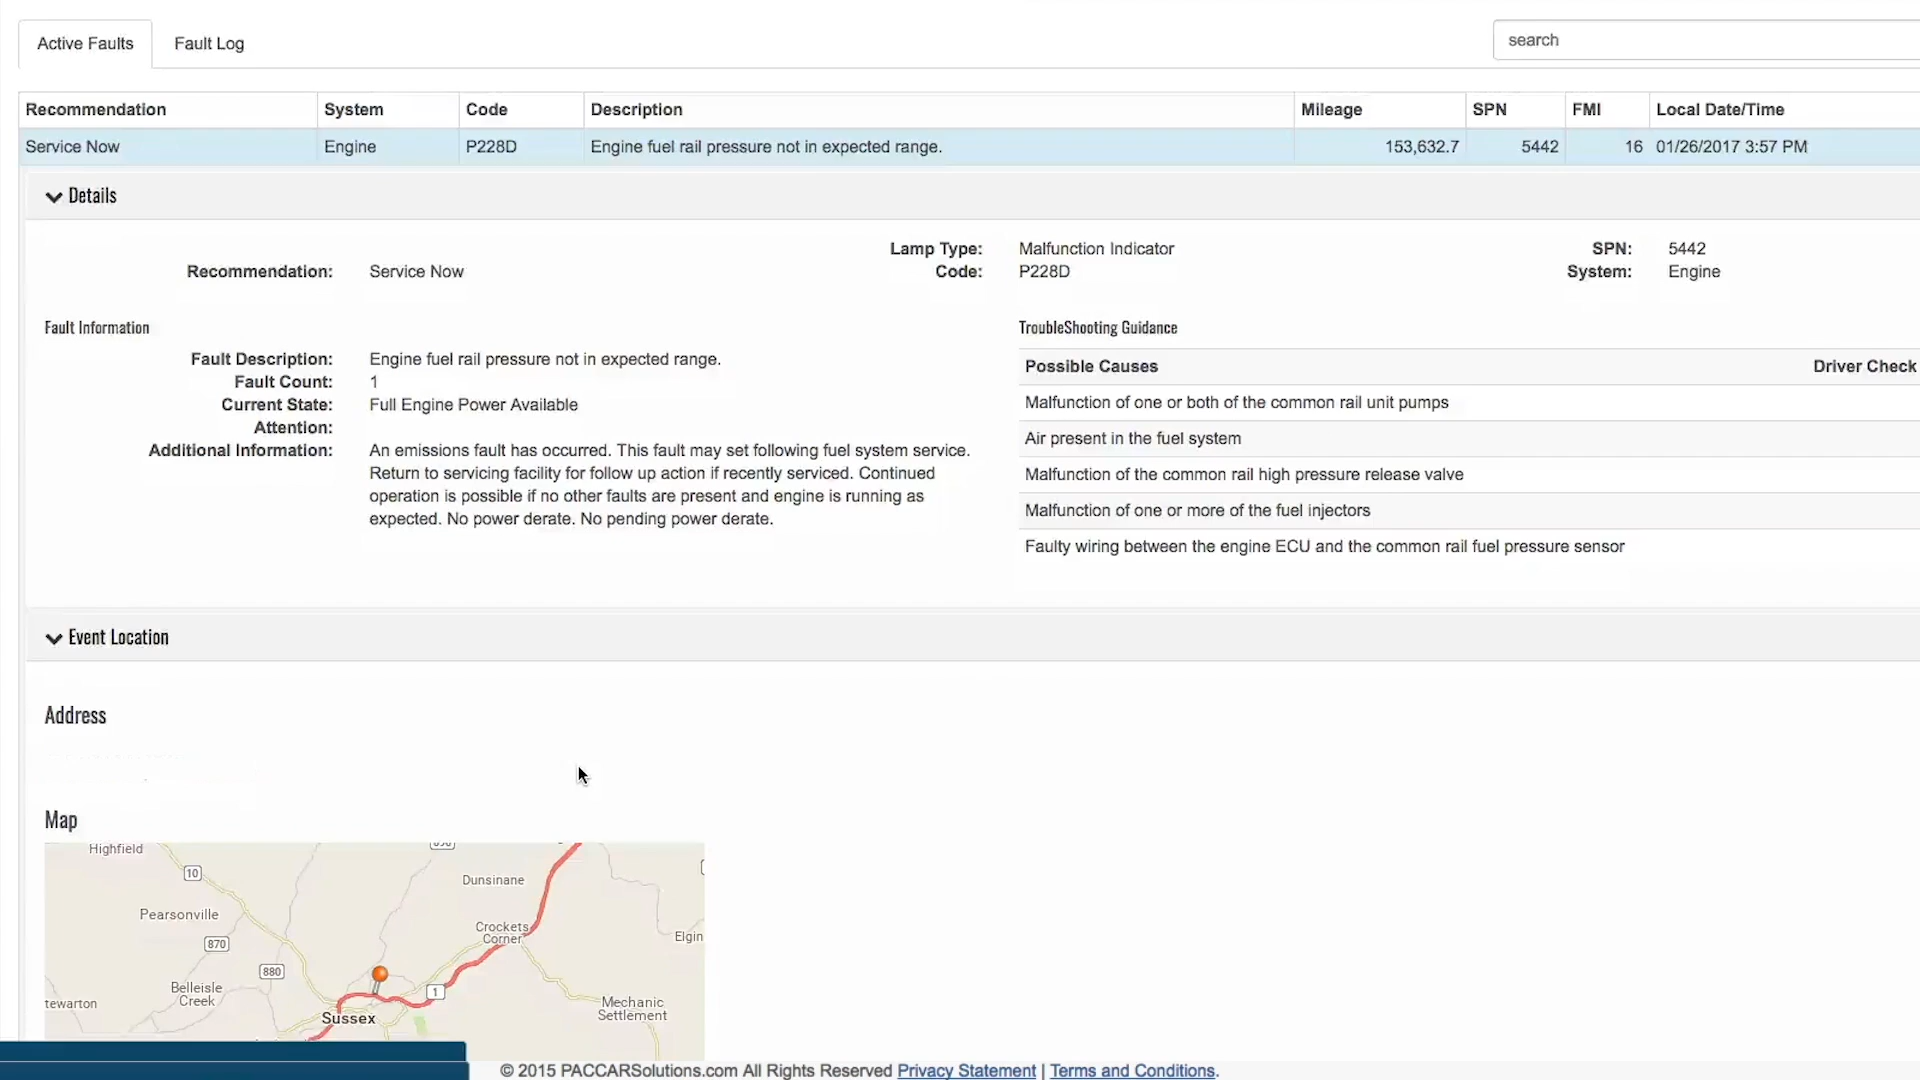 Active Faults
Fault Log
search
Recommendation System Code Description Mileage SPN FMI Local Date/Time
Service Now Engine P228D Engine fuel rail pressure not in expected range. 153,632.7 5442 16 01/26/2017 3:57 PM
Details
Lamp Type: Malfunction Indicator SPN: 5442
Recommendation: Service Now Code: P228D System: Engine
Fault Information
Fault Description: Engine fuel rail pressure not in expected range.
Fault Count: 1
Current State: Full Engine Power Available
Attention:
Additional Information: An emissions fault has occurred. This fault may set following fuel system service.
Return to servicing facility for follow up action if recently serviced. Continued
operation is possible if no other faults are present and engine is running as
expected. No power derate. No pending power derate.
TroubleShooting Guidance
Possible Causes Driver Check
Malfunction of one or both of the common rail unit pumps
Air present in the fuel system
Malfunction of the common rail high pressure release valve
Malfunction of one or more of the fuel injectors
Faulty wiring between the engine ECU and the common rail fuel pressure sensor
Event Location
Address
Map
Highfield
10
Dunsinane
Pearsonville
Crockets
Corner
Elgin
870
880
Belleisle
Creek
1
tewarton
Mechanic
Settlement
Sussex
© 2015 PACCARSolutions.com All Rights Reserved Privacy Statement | Terms and Conditions.